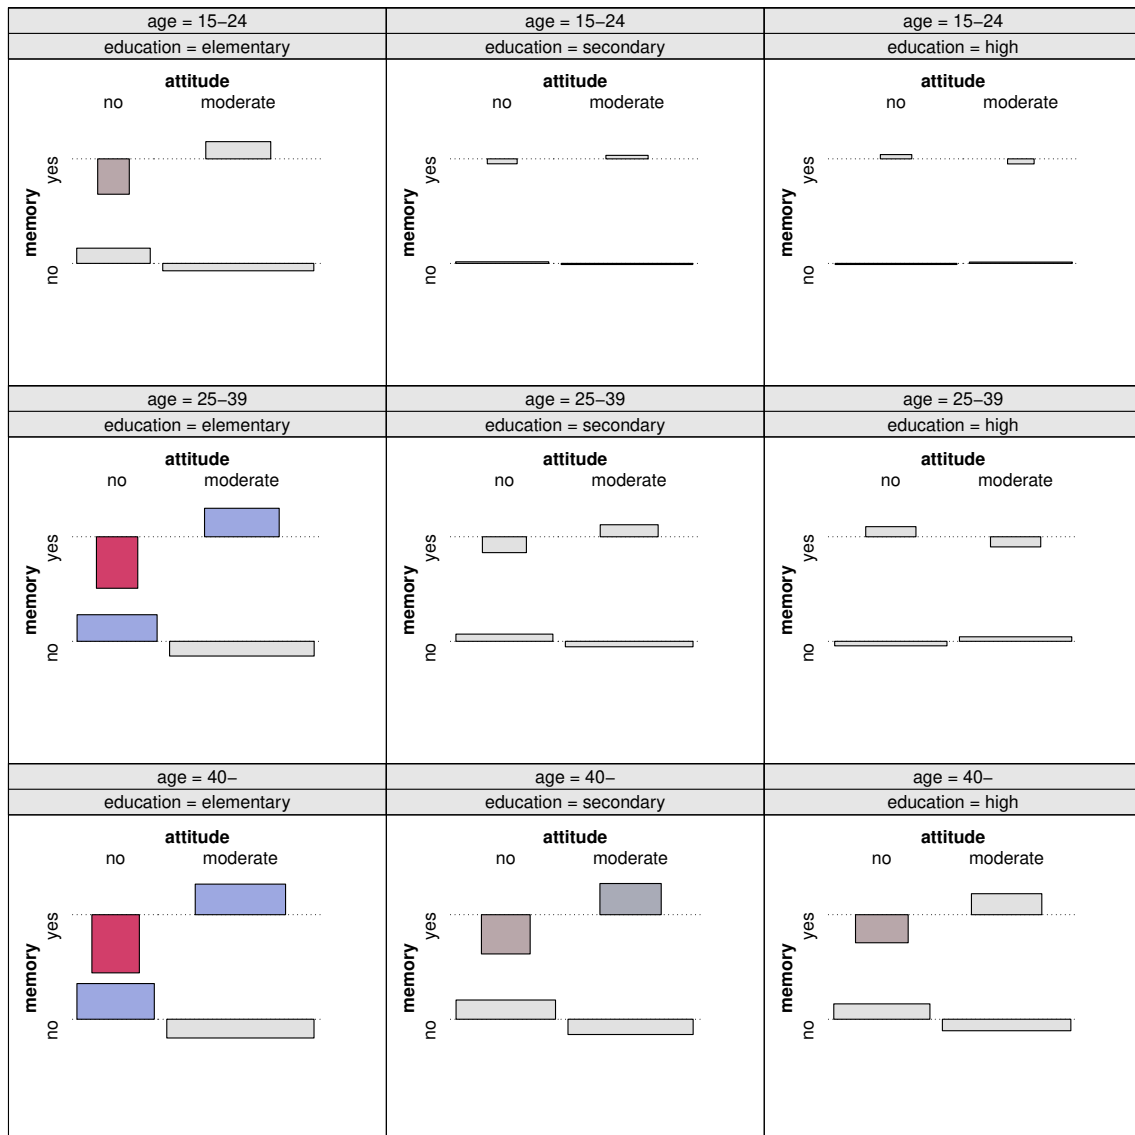 age = 15−24
education = elementary
attitude
no moderate
memory
yes
no
age = 15−24
education = secondary
attitude
no moderate
memory
yes
no
age = 15−24
education = high
attitude
no moderate
memory
yes
no
age = 25−39
education = elementary
attitude
no moderate
memory
yes
no
age = 25−39
education = secondary
attitude
no moderate
memory
yes
no
age = 25−39
education = high
attitude
no moderate
memory
yes
no
age = 40−
education = elementary
attitude
no moderate
memory
yes
no
age = 40−
education = secondary
attitude
no moderate
memory
yes
no
age = 40−
education = high
attitude
no moderate
memory
yes
no